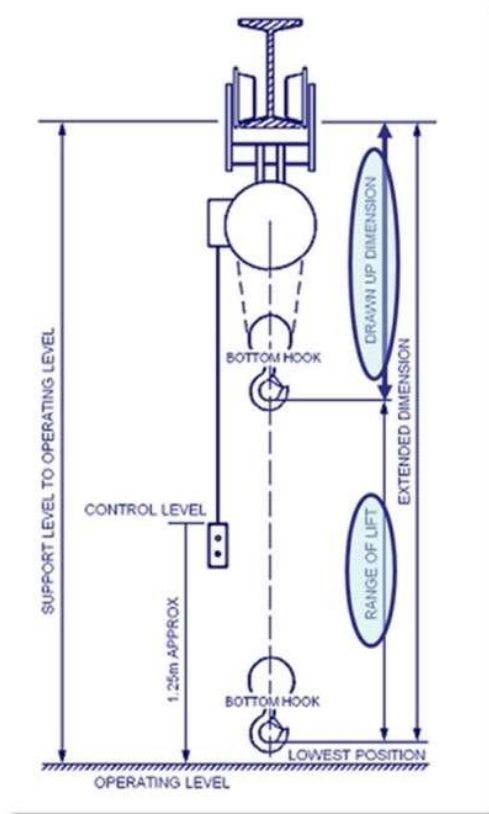 DRAWN UP DIMENSION
BOTTOM HOOK
SUPPORT LEVEL TO OPERATING LEVEL
EXTENDED DIMENSION
CONTROL LEVEL
RANGE OF LIFT
1.25m APPROX
BOTTOM HOOK
LOWEST POSITION
OPERATING LEVEL